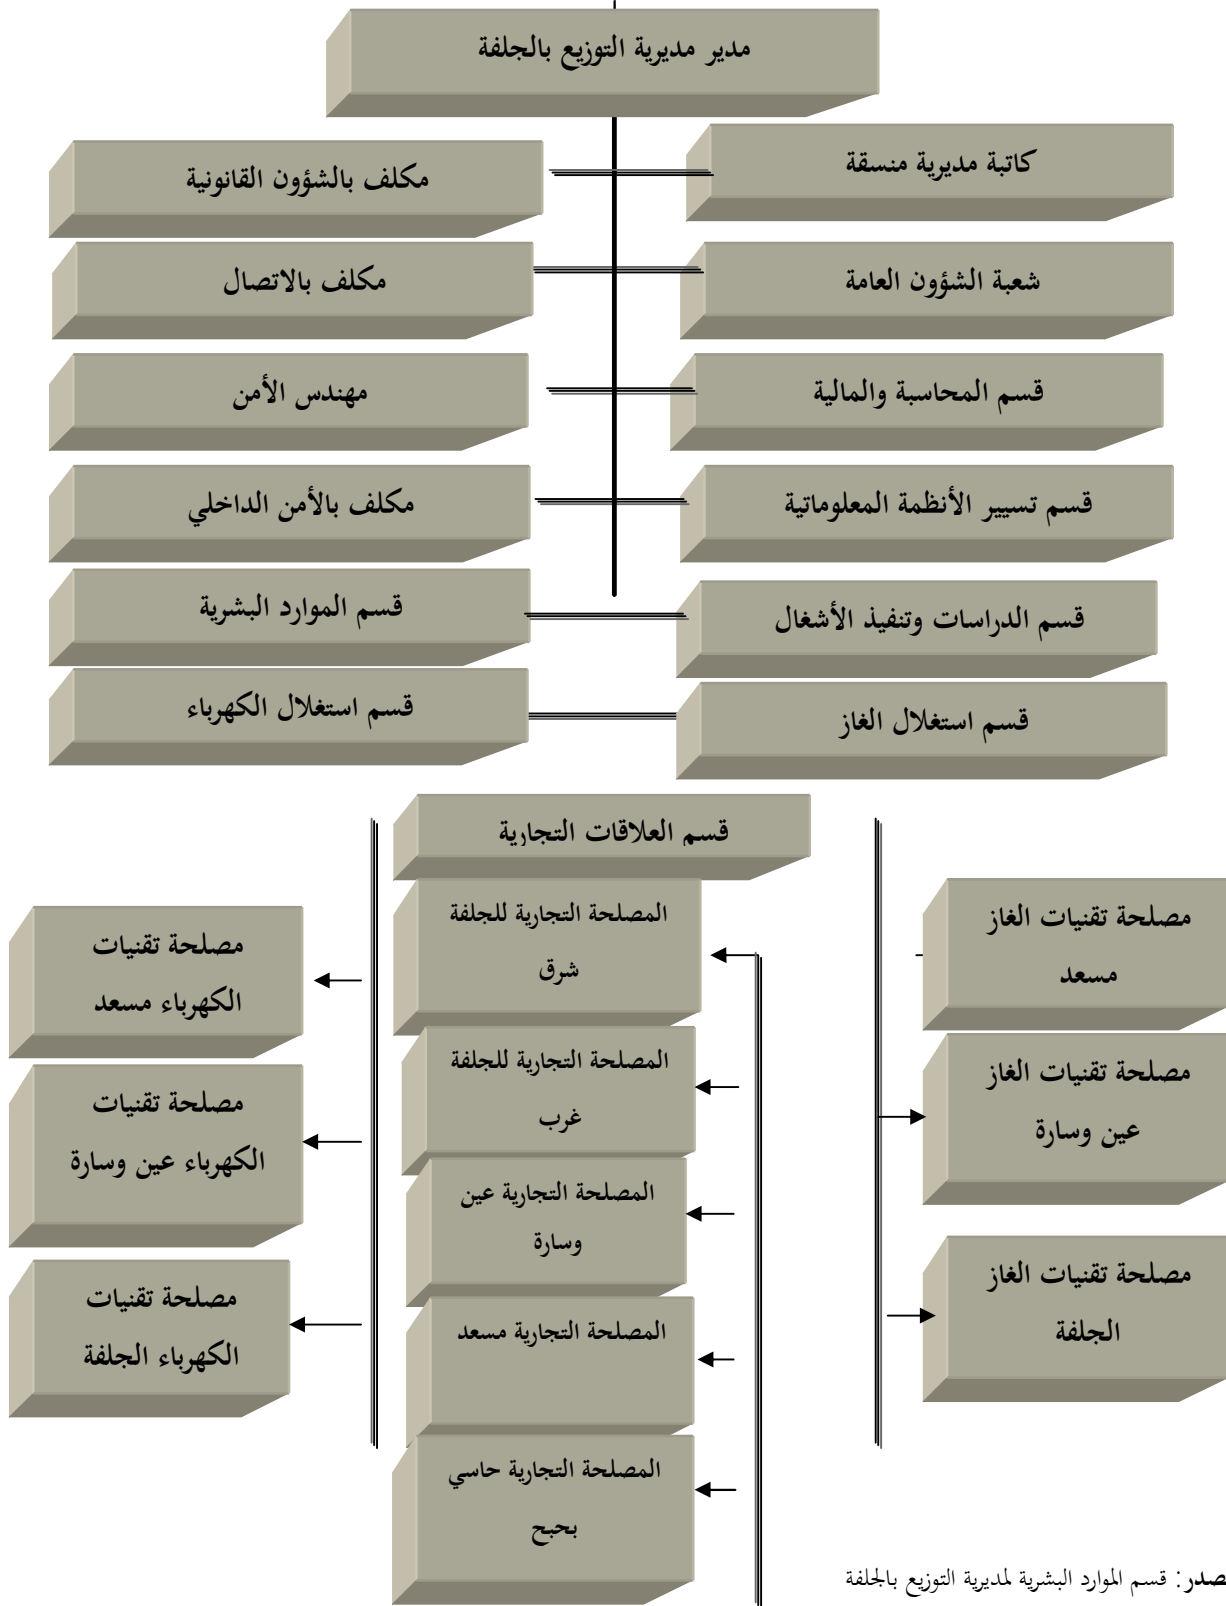 مدير مديرية التوزيع بالجلفة
كاتبة مديرية منسقة
مكلف بالشؤون القانونية
شعبة الشؤون العامة
مكلف بالاتصال
قسم المحاسبة والمالية
مهندس الأمن
قسم تسيير الأنظمة المعلوماتية
مكلف بالأمن الداخلي
قسم الدراسات وتنفيذ الأشغال
قسم الموارد البشرية
قسم استغلال الغاز
قسم استغلال الكهرباء
قسم العلاقات التجارية
مصلحة تقنيات الغاز
مسعد
مصلحة تقنيات الغاز
عين وسارة
مصلحة تقنيات الغاز
الجلفة
المصلحة التجارية للجلفة
شرق
المصلحة التجارية للجلفة
غرب
المصلحة التجارية عين
وسارة
المصلحة التجارية مسعد
المصلحة التجارية حاسي
بحبح
مصلحة تقنيات
الكهرباء مسعد
مصلحة تقنيات
الكهرباء عين وسارة
مصلحة تقنيات
الكهرباء الجلفة
صدر: قسم الموارد البشرية لمديرية التوزيع بالجلفة